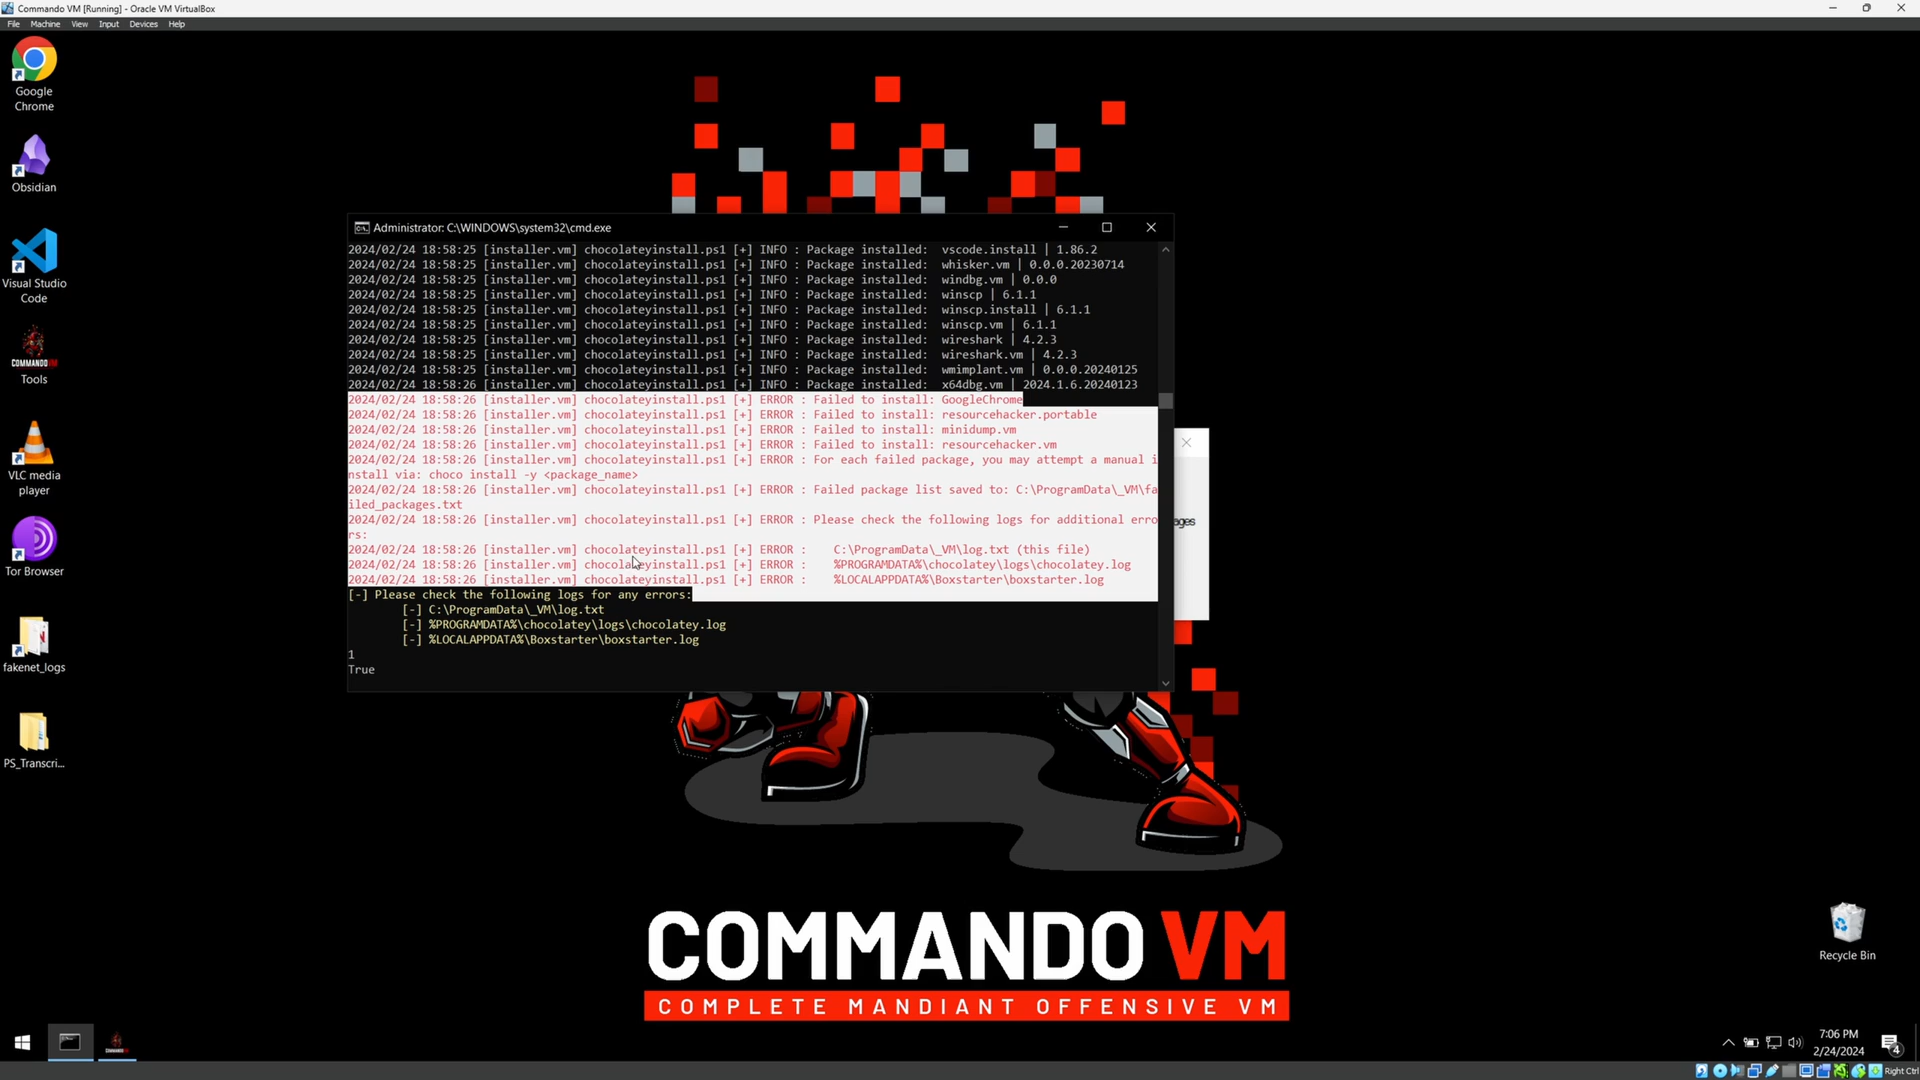 Commando VM [Running] - Oracle VM VirtualBox
File Machine View Input Devices Help
Google
Chrome
Obsidian
Visual Studio
Code
COMMANDOVM
Tools
VLC media
player
Tor Browser
fakenet_logs
PS_Transcri...
Administrator: C:\WINDOWS\system32\cmd.exe
2024/02/24 18:58:25 [installer.vm] chocolateyinstall.ps1 [+] INFO : Package installed:  vscode.install | 1.86.2
2024/02/24 18:58:25 [installer.vm] chocolateyinstall.ps1 [+] INFO : Package installed:  whisker.vm | 0.0.0.20230714
2024/02/24 18:58:25 [installer.vm] chocolateyinstall.ps1 [+] INFO : Package installed:  windbg.vm | 0.0.0
2024/02/24 18:58:25 [installer.vm] chocolateyinstall.ps1 [+] INFO : Package installed:  winscp | 6.1.1
2024/02/24 18:58:25 [installer.vm] chocolateyinstall.ps1 [+] INFO : Package installed:  winscp.install | 6.1.1
2024/02/24 18:58:25 [installer.vm] chocolateyinstall.ps1 [+] INFO : Package installed:  winscp.vm | 6.1.1
2024/02/24 18:58:25 [installer.vm] chocolateyinstall.ps1 [+] INFO : Package installed:  wireshark | 4.2.3
2024/02/24 18:58:25 [installer.vm] chocolateyinstall.ps1 [+] INFO : Package installed:  wireshark.vm | 4.2.3
2024/02/24 18:58:25 [installer.vm] chocolateyinstall.ps1 [+] INFO : Package installed:  wmimplant.vm | 0.0.0.20240125
2024/02/24 18:58:26 [installer.vm] chocolateyinstall.ps1 [+] INFO : Package installed:  x64dbg.vm | 2024.1.6.20240123
2024/02/24 18:58:26 [installer.vm] chocolateyinstall.ps1 [+] ERROR : Failed to install: GoogleChrome
2024/02/24 18:58:26 [installer.vm] chocolateyinstall.ps1 [+] ERROR : Failed to install: resourcehacker.portable
2024/02/24 18:58:26 [installer.vm] chocolateyinstall.ps1 [+] ERROR : Failed to install: minidump.vm
2024/02/24 18:58:26 [installer.vm] chocolateyinstall.ps1 [+] ERROR : Failed to install: resourcehacker.vm
2024/02/24 18:58:26 [installer.vm] chocolateyinstall.ps1 [+] ERROR : For each failed package, you may attempt a manual i
nstall via: choco install -y <package_name>
2024/02/24 18:58:26 [installer.vm] chocolateyinstall.ps1 [+] ERROR : Failed package list saved to: C:\ProgramData\_VM\fa
iled_packages.txt
2024/02/24 18:58:26 [installer.vm] chocolateyinstall.ps1 [+] ERROR : Please check the following logs for additional erro
rs:
2024/02/24 18:58:26 [installer.vm] chocolateyinstall.ps1 [+] ERROR :    C:\ProgramData\_VM\log.txt (this file)
2024/02/24 18:58:26 [installer.vm] chocolateyinstall.ps1 [+] ERROR :    %PROGRAMDATA%\chocolatey\logs\chocolatey.log
2024/02/24 18:58:26 [installer.vm] chocolateyinstall.ps1 [+] ERROR :    %LOCALAPPDATA%\Boxstarter\boxstarter.log
[-] Please check the following logs for any errors:
[-] C:\ProgramData\_VM\log.txt
[-] %PROGRAMDATA%\chocolatey\logs\chocolatey.log
[-] %LOCALAPPDATA%\Boxstarter\boxstarter.log
1
True
ages
COMMANDO VM
COMPLETE MANDIANT OFFENSIVE VM
Recycle Bin
7:06 PM
2/24/2024
4
Right Ctrl